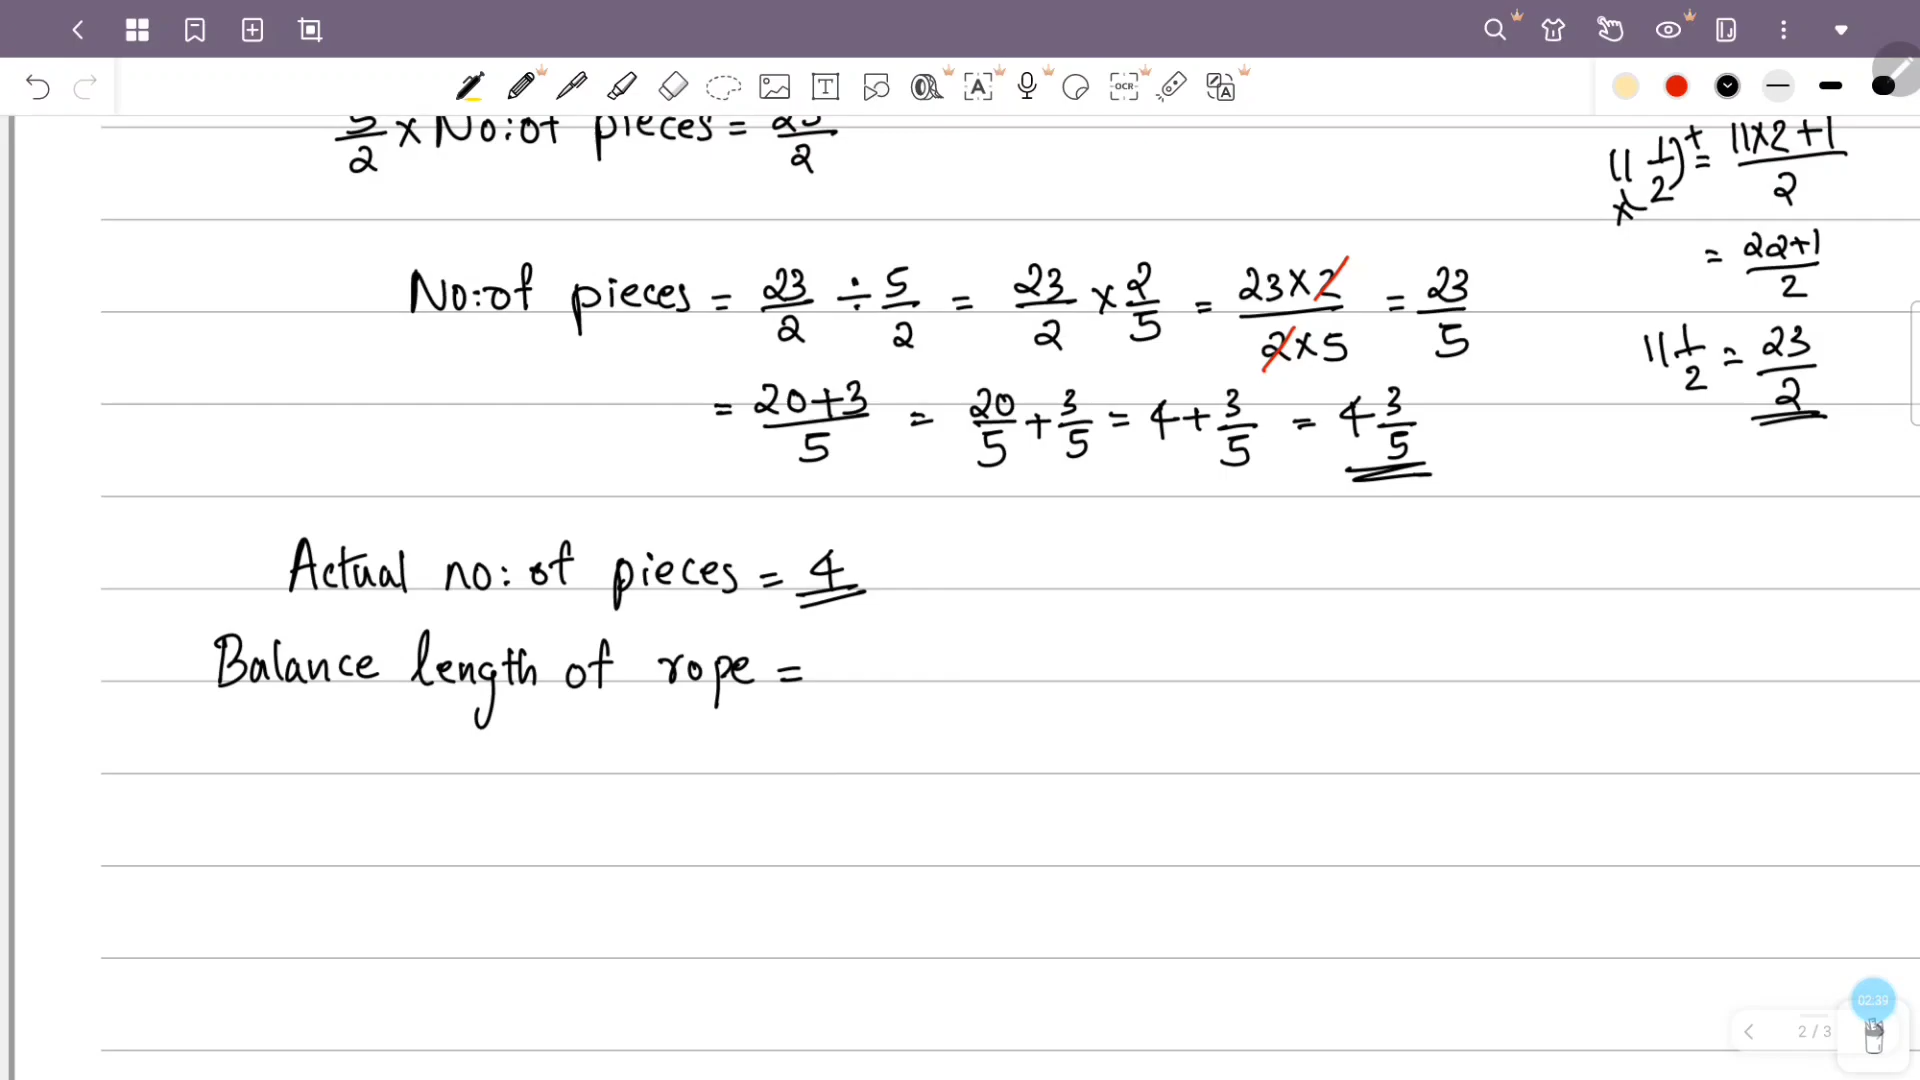 5/2 x No:of pieces = 23/2
11 1/2 = 11x2+1/2
= 22+1/2
11 1/2 = 23/2
No:of pieces = 23/2 ÷ 5/2 = 23/2 x 2/5 = 23x2/2x5 = 23/5
= 20+3/5 = 20/5 + 3/5 = 4+3/5 = 4 3/5
Actual no: of pieces = 4
Balance length of rope =
02:39
2/3